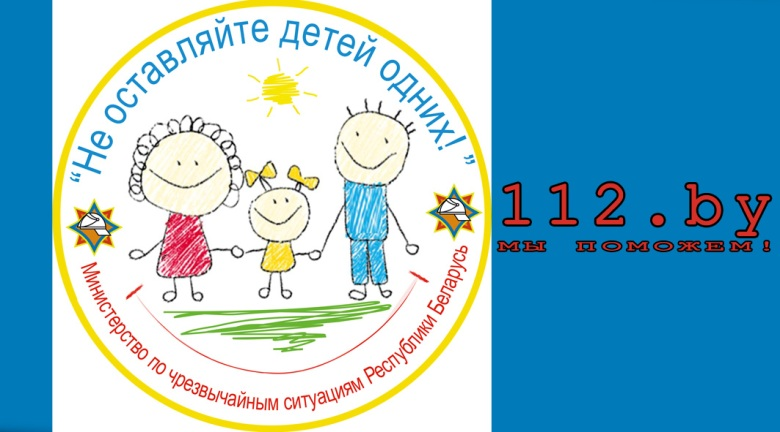 “Не оставляйте детей одних! ”
Министерство по чрезвычайным ситуациям Республики Беларусь
112.by
МЫ ПОМОЖЕМ!